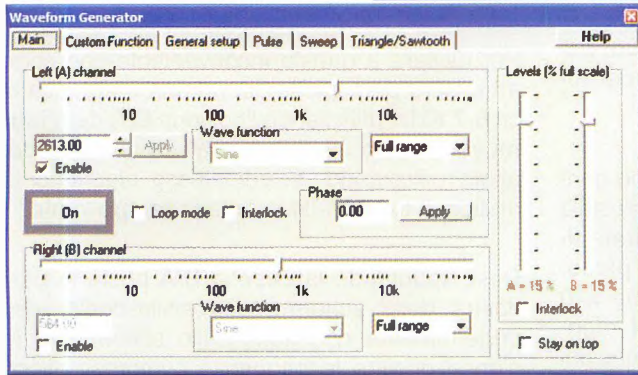 Waveform Generator
Main Custom Function General setup Pulse Sweep Triangle/Sawtooth Help
Left (A) channel
10 100 1k 10k
2613.00 Apply Wave function Sine Full range
Enable
On Loop mode Interlock Phase 0.00 Apply
Right (B) channel
10 100 1k 10k
564.00 Wave function Sine Full range
Enable
Levels (% full scale)
A = 15 % B = 15 %
Interlock
Stay on top